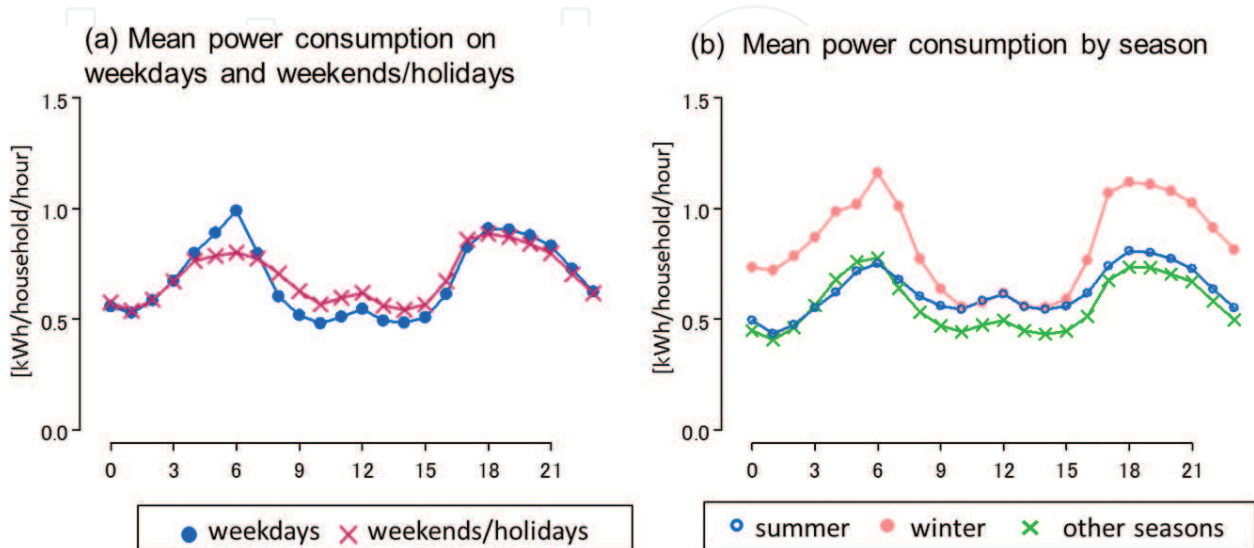 (a) Mean power consumption on
weekdays and weekends/holidays
[kWh/household/hour]
1.5
1.0
0.5
0.0
0 3 6 9 12 15 18 21
weekdays weekends/holidays
(b) Mean power consumption by season
[kWh/household/hour]
1.5
1.0
0.5
0.0
0 3 6 9 12 15 18 21
summer winter other seasons